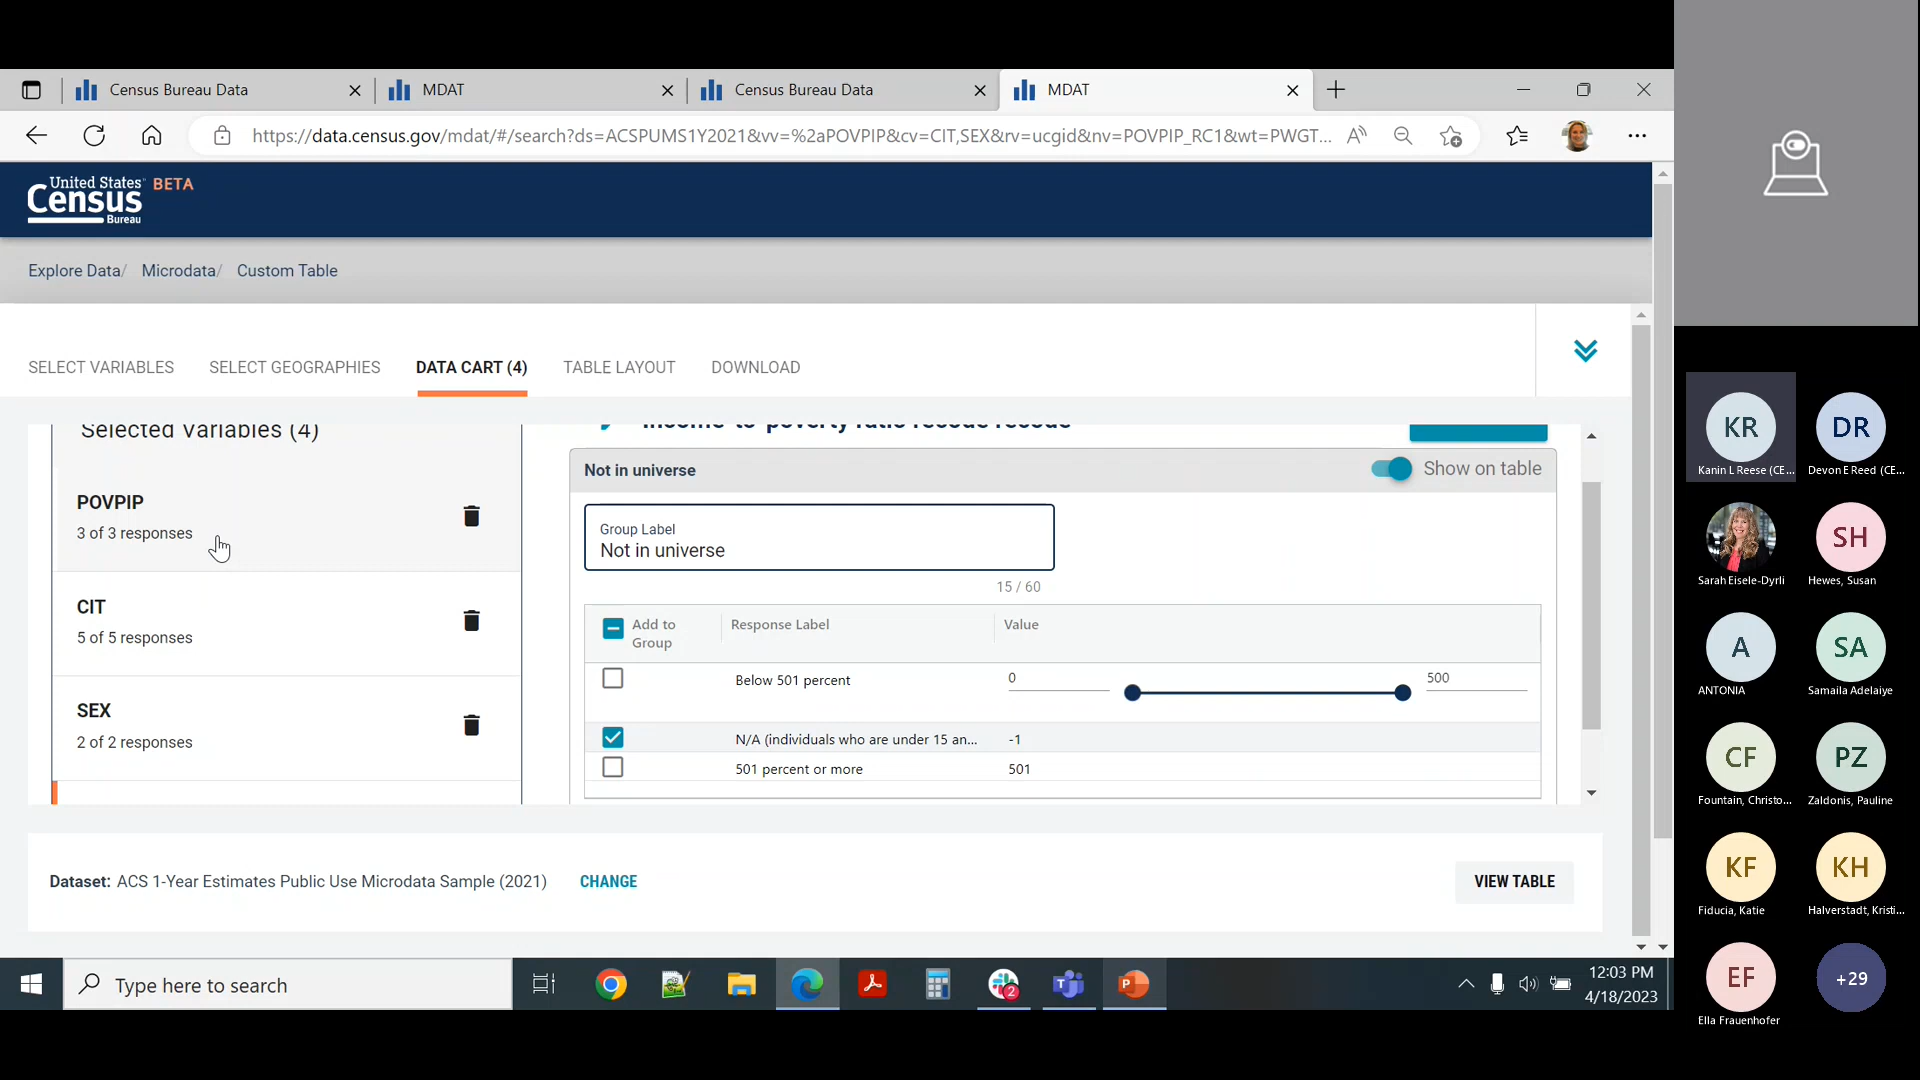 Census Bureau Data
MDAT
Census Bureau Data
MDAT
https://data.census.gov/mdat/#/search?ds=ACSPUMS1Y2021&vv=%2aPOVPIP&cv=CIT,SEX&rv=ucgid&nv=POVPIP_RC1&wt=PWGT...
United States™
Census
Bureau
BETA
Explore Data/ Microdata/ Custom Table
SELECT VARIABLES
SELECT GEOGRAPHIES
DATA CART (4)
TABLE LAYOUT
DOWNLOAD
Selected Variables (4)
POVPIP
3 of 3 responses
CIT
5 of 5 responses
SEX
2 of 2 responses
Income-to-poverty ratio recode recode
Not in universe
Show on table
Group Label
Not in universe
15 / 60
Add to
Group
Response Label
Value
Below 501 percent
0
500
N/A (individuals who are under 15 an...
-1
501 percent or more
501
Dataset: ACS 1-Year Estimates Public Use Microdata Sample (2021)
CHANGE
VIEW TABLE
Type here to search
2
12:03 PM
4/18/2023
KR
Kanin L Reese (CE...
DR
Devon E Reed (CE...
Sarah Eisele-Dyrli
SH
Hewes, Susan
A
ANTONIA
SA
Samaila Adelaiye
CF
Fountain, Christo...
PZ
Zaldonis, Pauline
KF
Fiducia, Katie
KH
Halverstadt, Kristi...
EF
Ella Frauenhofer
+29